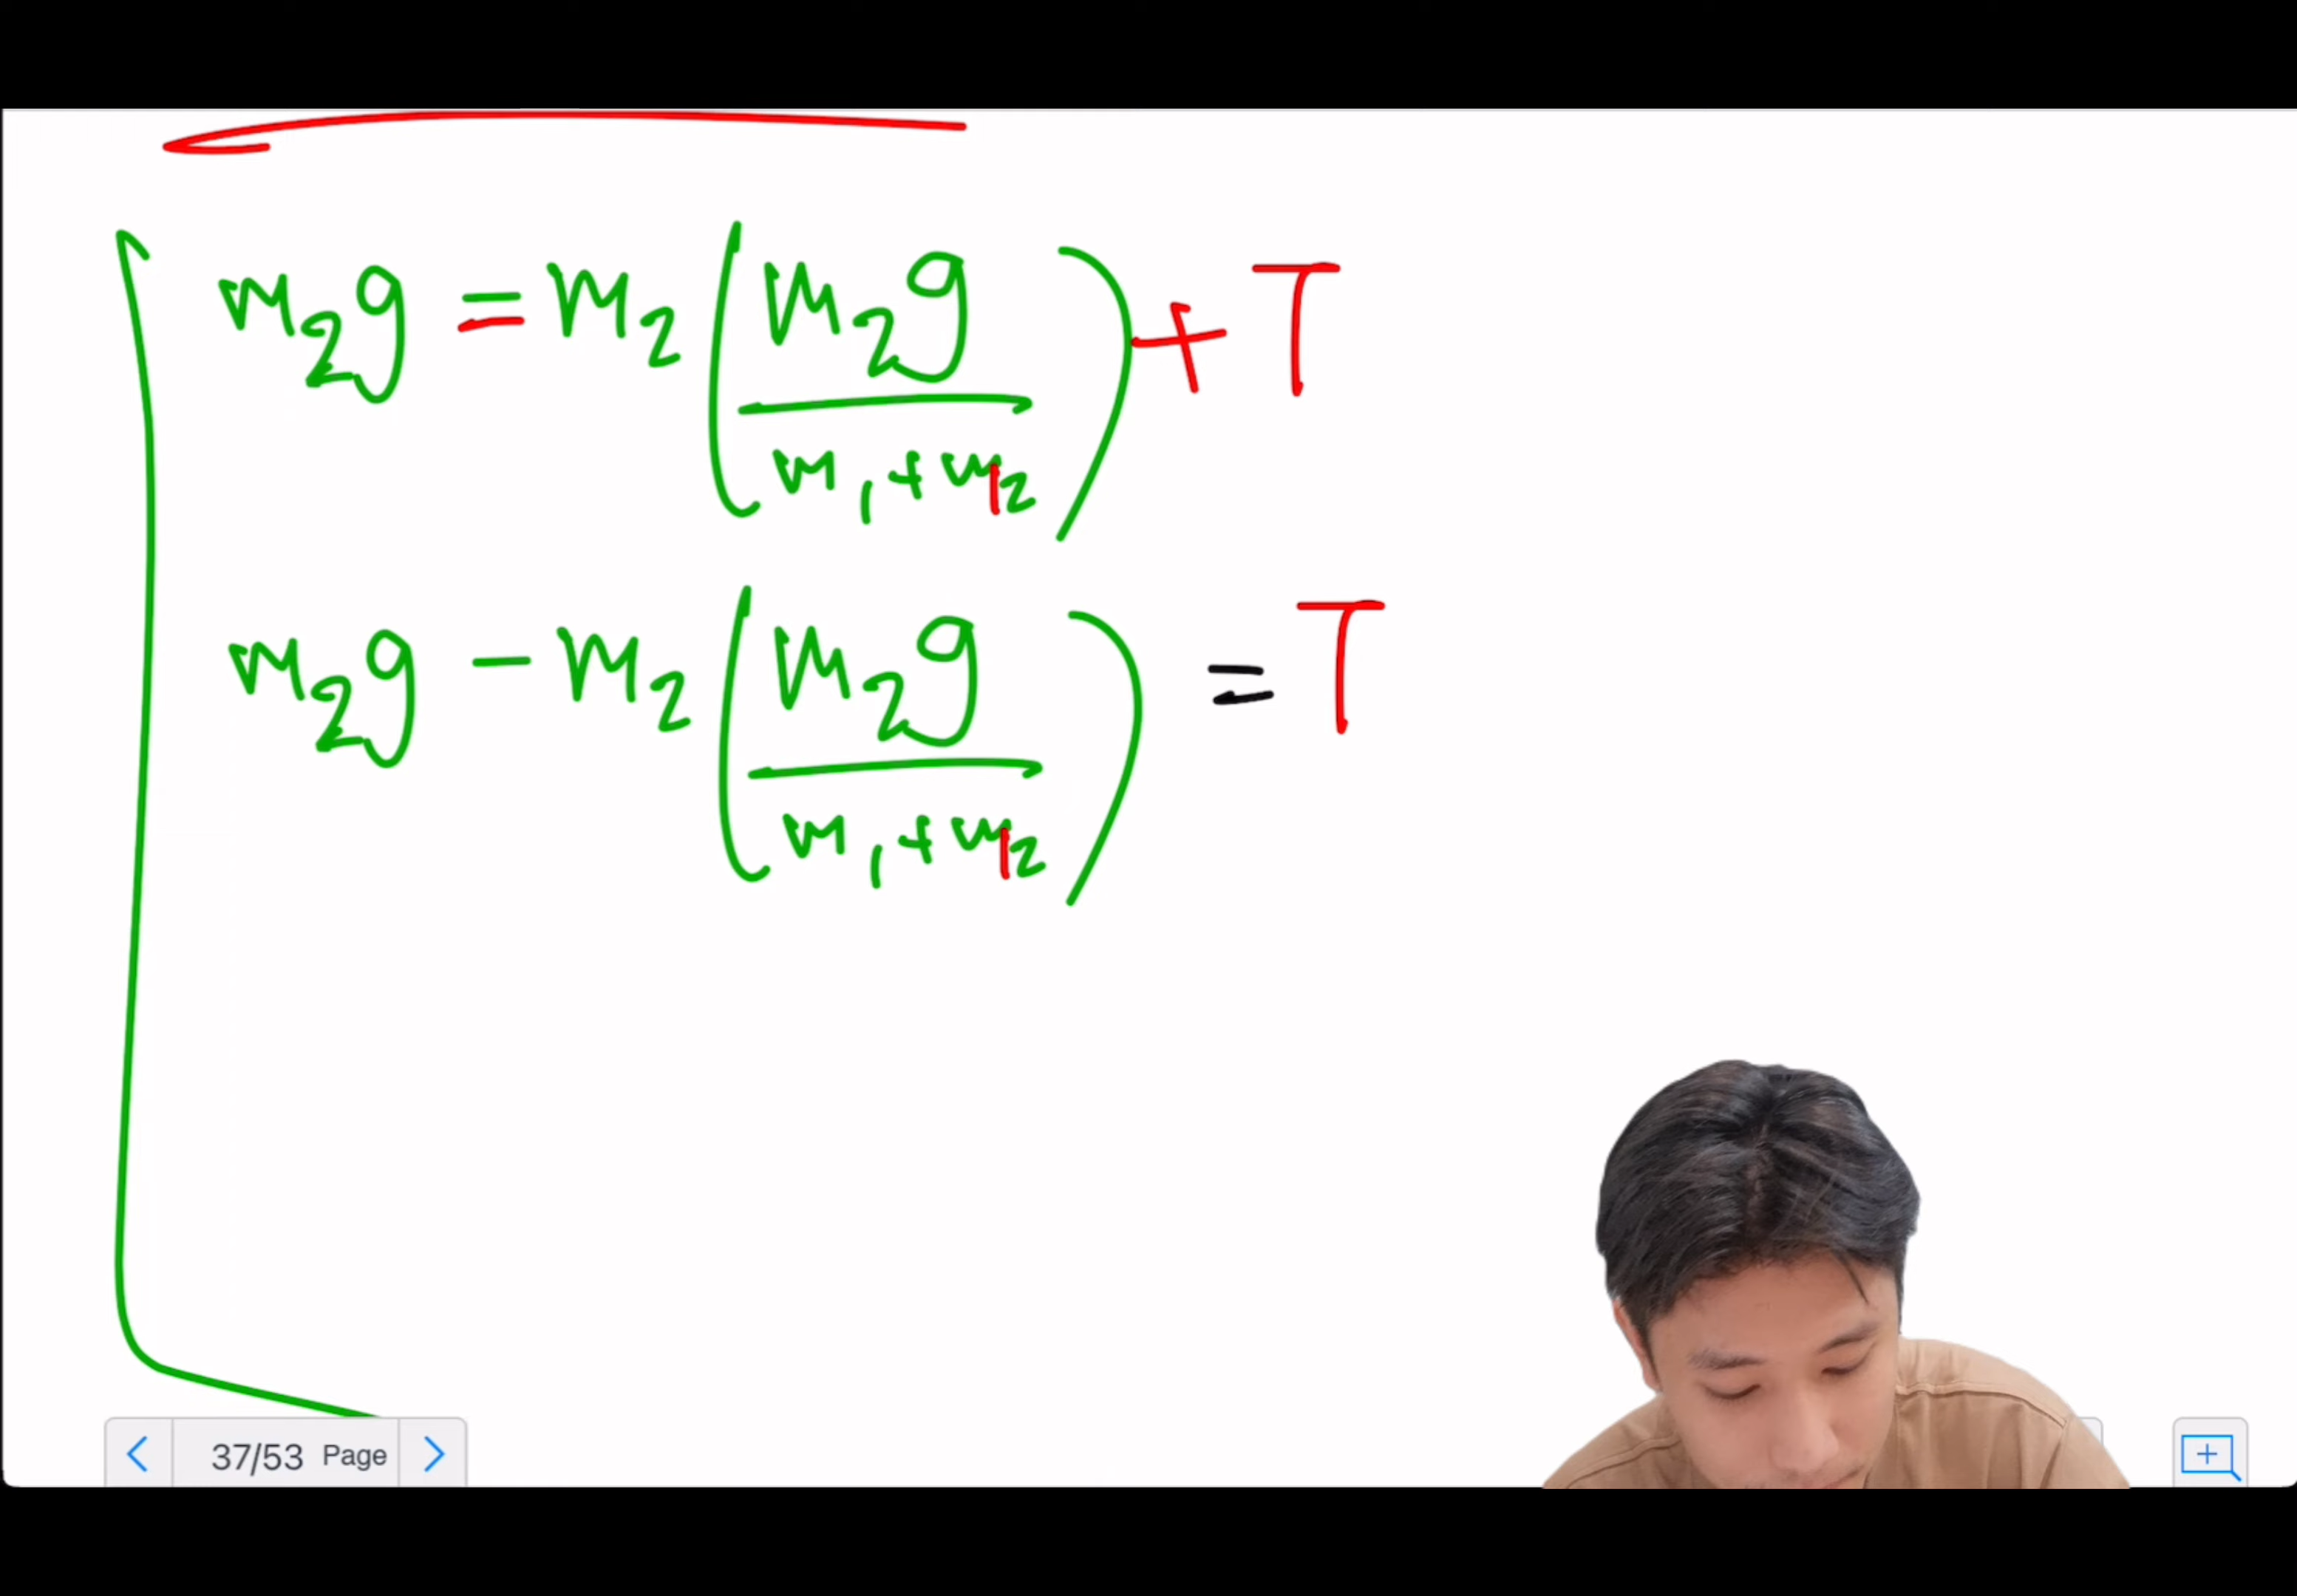 m₂g = m₂(m₂g / m₁+m₂) + T
m₂g - m₂(m₂g / m₁+m₂) = T
37/53 Page